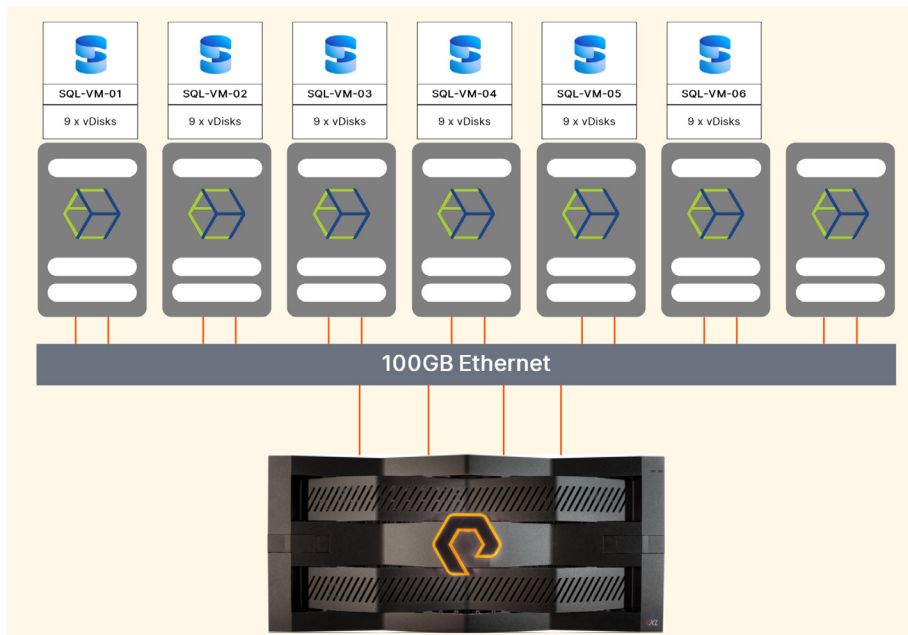 SQL-VM-01
SQL-VM-02
SQL-VM-03
SQL-VM-04
SQL-VM-05
SQL-VM-06
9 x vDisks
9 x vDisks
9 x vDisks
9 x vDisks
9 x vDisks
9 x vDisks
100GB Ethernet